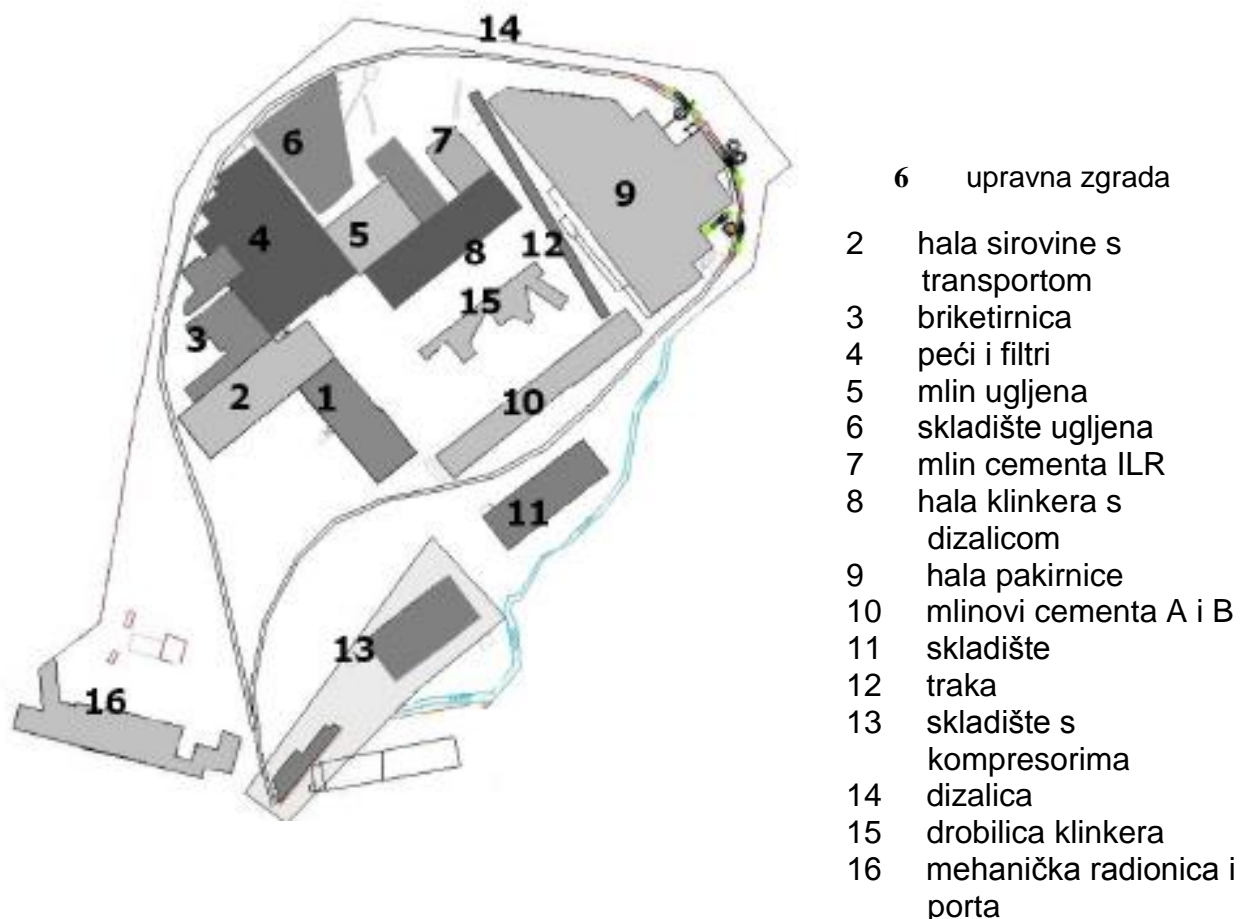 14
6
7
9
5
4
8
12
15
3
2
1
10
11
13
16
6 upravna zgrada
2 hala sirovine s
transportom
3 briketirnica
4 peći i filtri
5 mlin ugljena
6 skladište ugljena
7 mlin cementa ILR
8 hala klinkera s
dizalicom
9 hala pakirnice
10 mlinovi cementa A i B
11 skladište
12 traka
13 skladište s
kompresorima
14 dizalica
15 drobilica klinkera
16 mehanička radionica i
porta